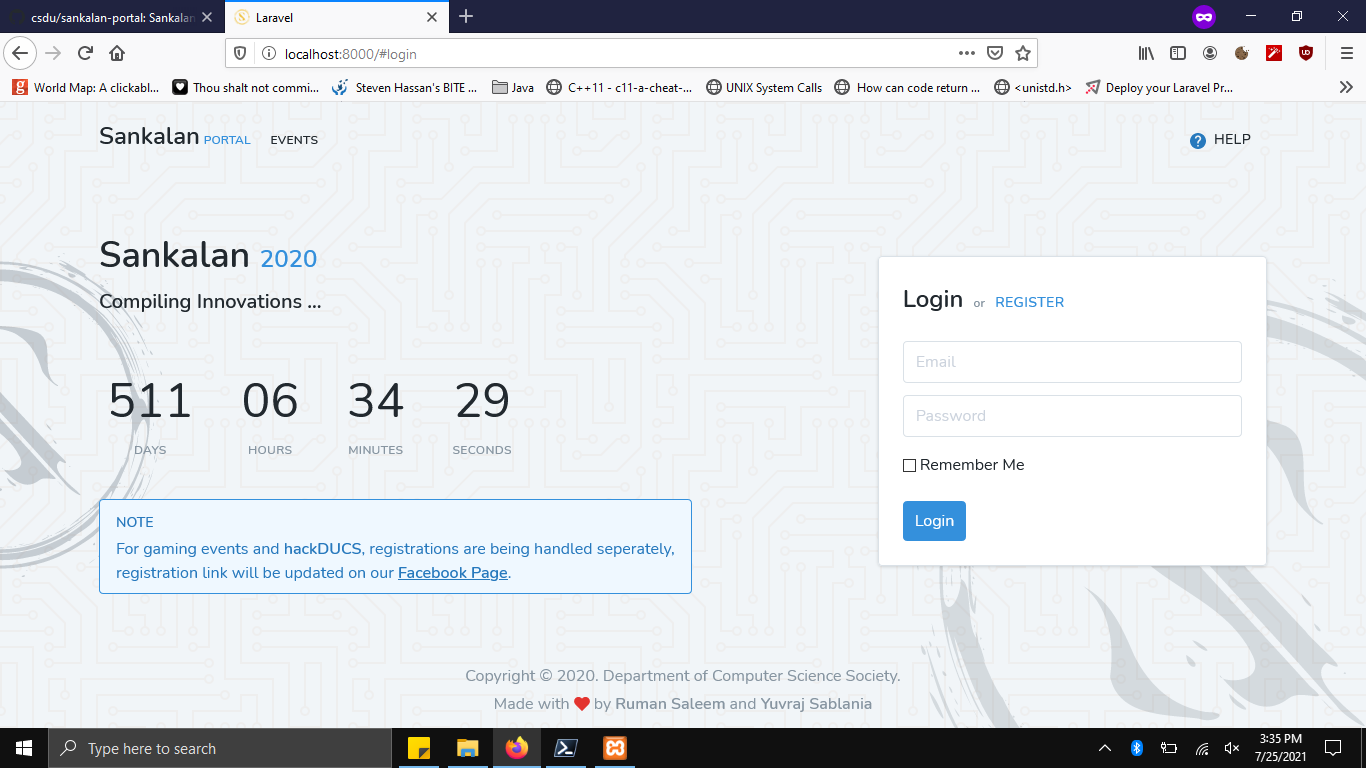 csdu/sankalan-portal: Sankalan
Laravel
localhost:8000/#login
World Map: A clickabl...
Thou shalt not commi...
Steven Hassan's BITE ...
Java
C++11 - c11-a-cheat-...
UNIX System Calls
How can code return ...
<unistd.h>
Deploy your Laravel Pr...
Sankalan PORTAL EVENTS
HELP
Sankalan 2020
Compiling Innovations ...
511 06 34 29
DAYS HOURS MINUTES SECONDS
NOTE
For gaming events and hackDUCS, registrations are being handled seperately,
registration link will be updated on our Facebook Page.
Login or REGISTER
Email
Password
Remember Me
Login
Copyright © 2020. Department of Computer Science Society.
Made with ❤ by Ruman Saleem and Yuvraj Sablania
Type here to search
3:35 PM
7/25/2021